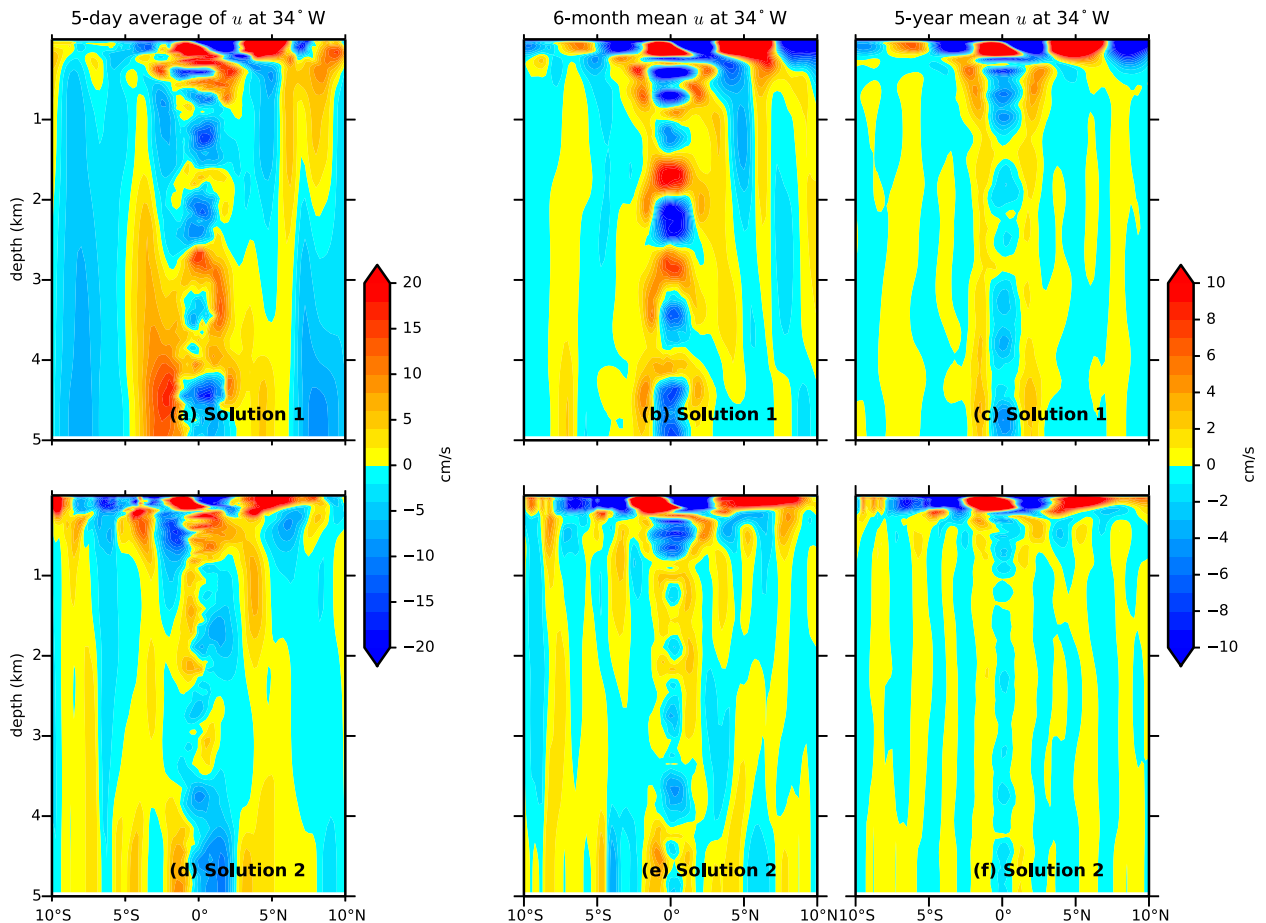 5-day average of u at 34° W
6-month mean u at 34° W
5-year mean u at 34° W
depth (km)
1
2
3
4
5
(a) Solution 1
(b) Solution 1
(c) Solution 1
10°S 5°S 0° 5°N 10°N
20
15
10
5
0
−5
−10
−15
−20
cm/s
10
8
6
4
2
0
−2
−4
−6
−8
−10
cm/s
depth (km)
1
2
3
4
5
(d) Solution 2
(e) Solution 2
(f) Solution 2
10°S 5°S 0° 5°N 10°N
10°S 5°S 0° 5°N 10°N